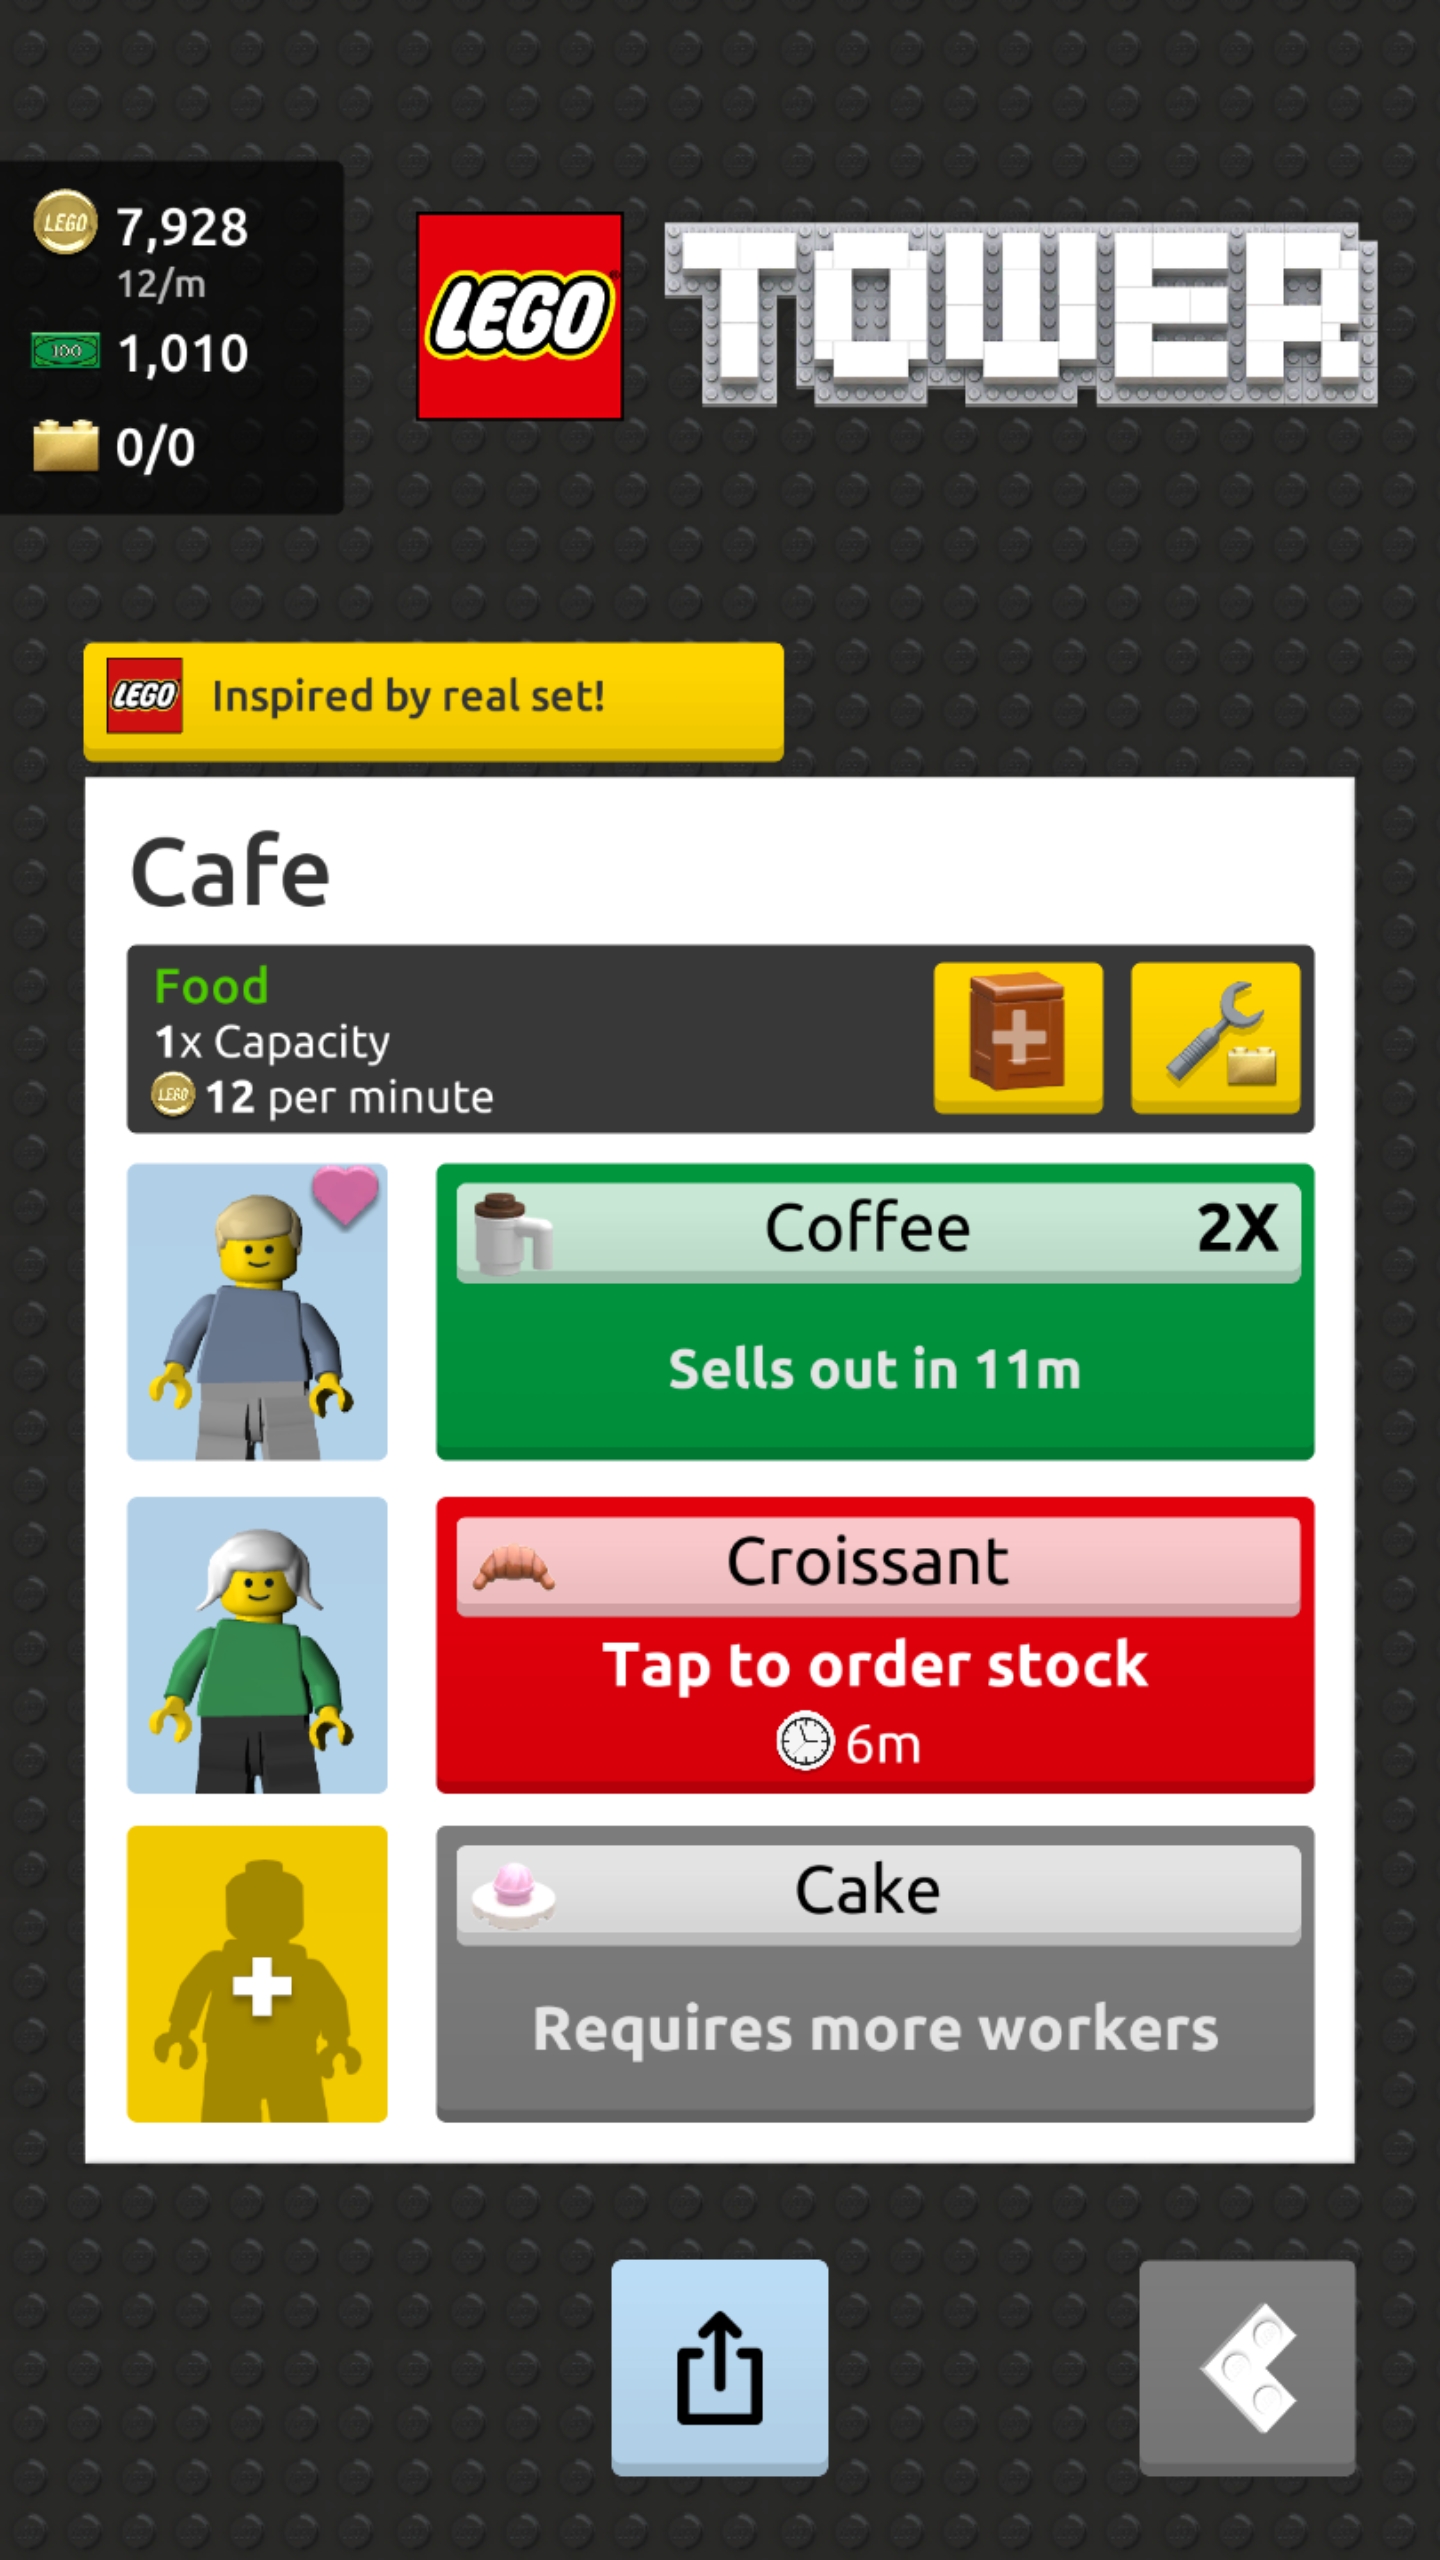 LEGO
7,928
12/m
100
1,010
0/0
LEGO
TOWER
LEGO
Inspired by real set!
Cafe
Food
1x Capacity
LEGO
12 per minute
Coffee
2X
Sells out in 11m
Croissant
Tap to order stock
6m
Cake
Requires more workers